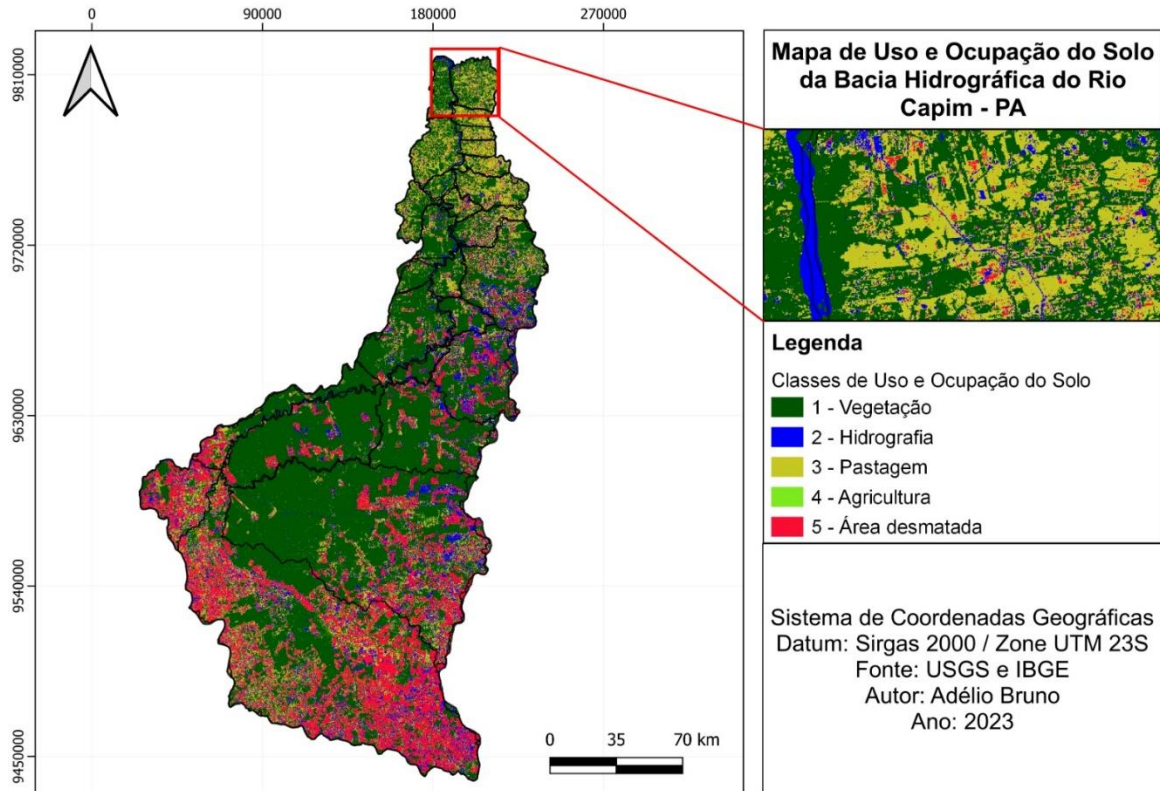 0 90000 180000 270000
9810000
9720000
9630000
9540000
9450000
0 35 70 km
Mapa de Uso e Ocupação do Solo
da Bacia Hidrográfica do Rio
Capim - PA
Legenda
Classes de Uso e Ocupação do Solo
1 - Vegetação
2 - Hidrografia
3 - Pastagem
4 - Agricultura
5 - Área desmatada
Sistema de Coordenadas Geográficas
Datum: Sirgas 2000 / Zone UTM 23S
Fonte: USGS e IBGE
Autor: Adélio Bruno
Ano: 2023